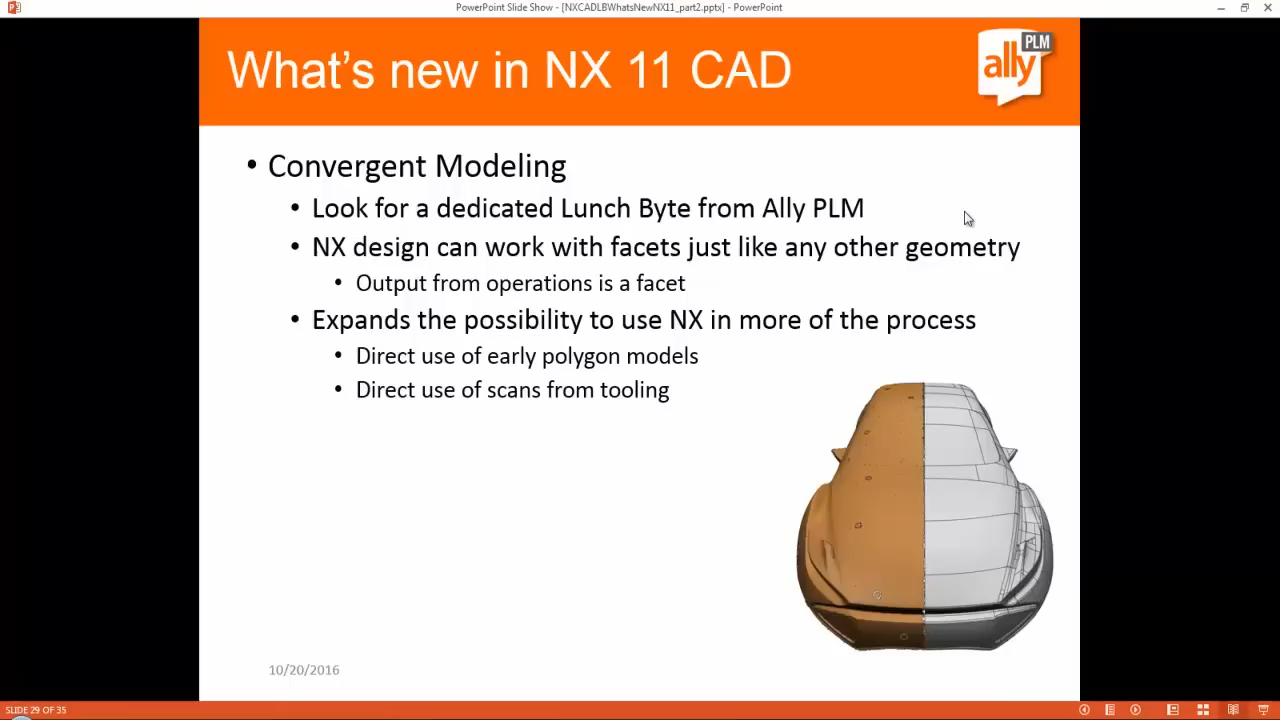 PowerPoint Slide Show - [NXCADLBWhatsNewNX11_part2.pptx] - PowerPoint
What's new in NX 11 CAD
PLM
ally
• Convergent Modeling
• Look for a dedicated Lunch Byte from Ally PLM
• NX design can work with facets just like any other geometry
• Output from operations is a facet
• Expands the possibility to use NX in more of the process
• Direct use of early polygon models
• Direct use of scans from tooling
10/20/2016
SLIDE 29 OF 35